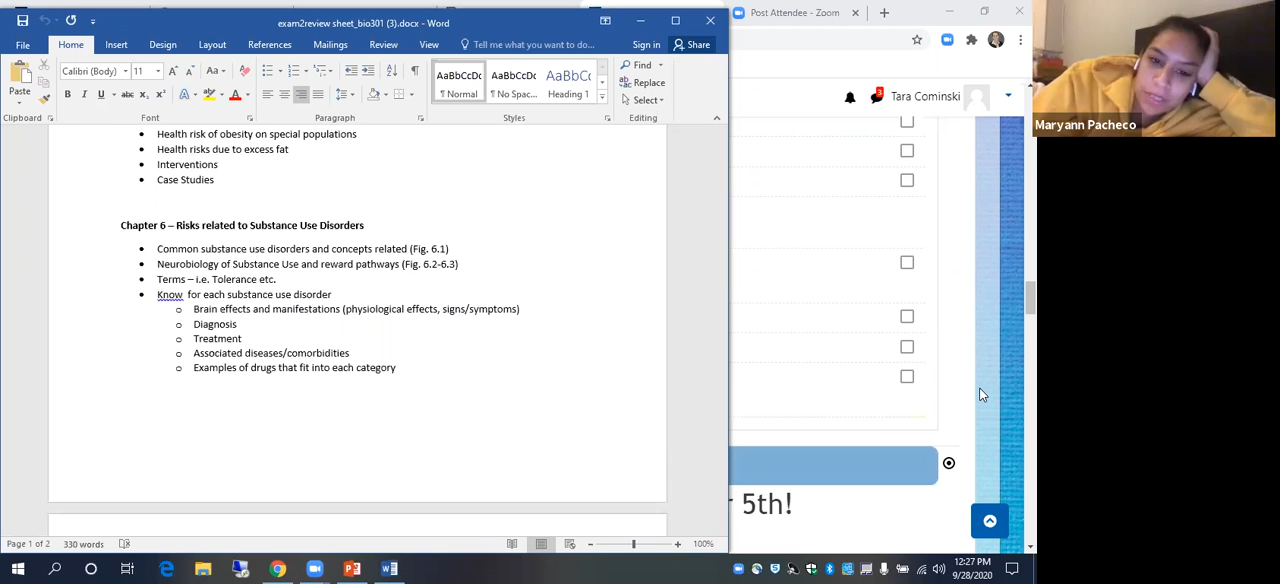 exam2review sheet_bio301 (3).docx - Word
Post Attendee - Zoom
File Home Insert Design Layout References Mailings Review View Tell me what you want to do... Sign in Share
Paste
Calibri (Body) 11
AaBbCcDc AaBbCcDc AaBbCc
¶ Normal ¶ No Spac... Heading 1
Find
Replace
Select
Clipboard Font Paragraph Styles Editing
3 Tara Cominski
Maryann Pacheco
Health risk of obesity on special populations
Health risks due to excess fat
Interventions
Case Studies
Chapter 6 – Risks related to Substance Use Disorders
Common substance use disorders and concepts related (Fig. 6.1)
Neurobiology of Substance Use and reward pathways (Fig. 6.2-6.3)
Terms – i.e. Tolerance etc.
Know for each substance use disorder
Brain effects and manifestations (physiological effects, signs/symptoms)
Diagnosis
Treatment
Associated diseases/comorbidities
Examples of drugs that fit into each category
5th!
Page 1 of 2 330 words 100%
12:27 PM
9/28/2020